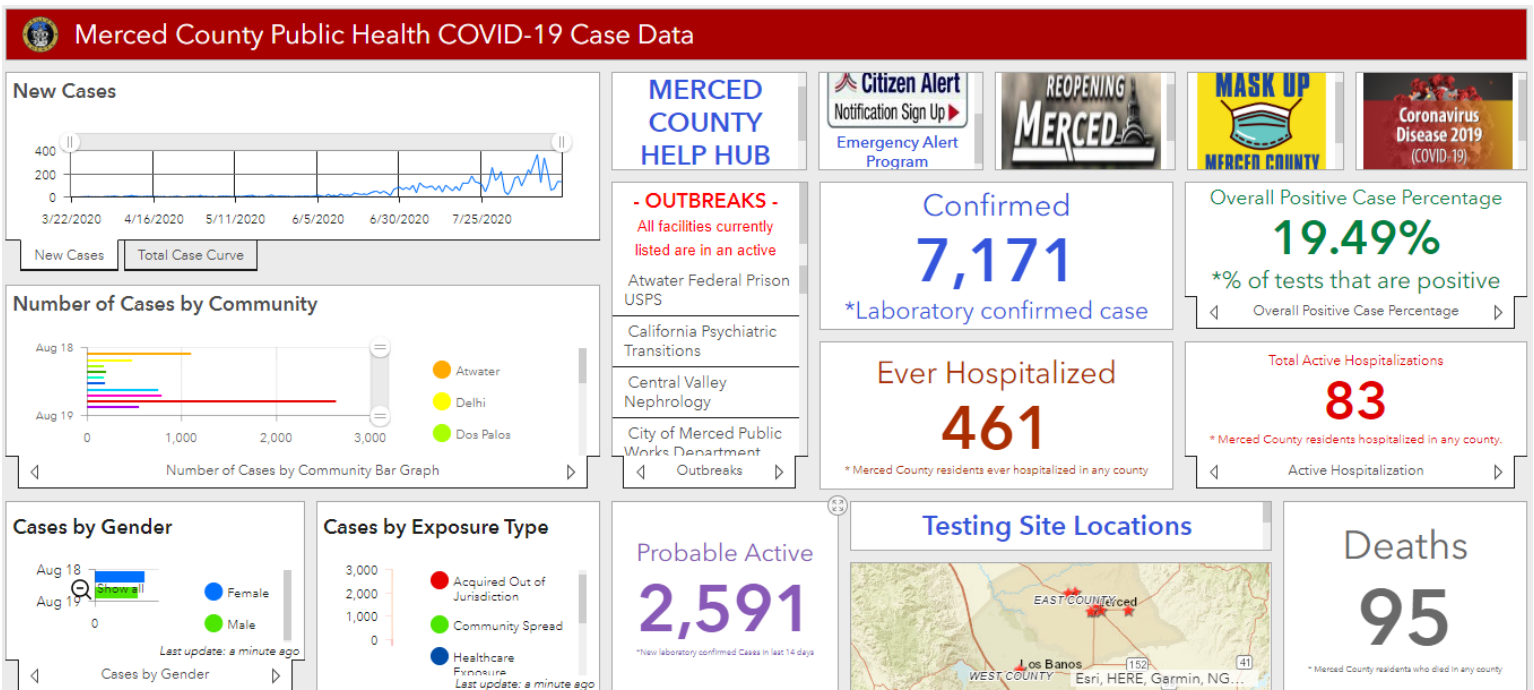 Merced County Public Health COVID-19 Case Data
New Cases
400
200
0
3/22/2020 4/16/2020 5/11/2020 6/5/2020 6/30/2020 7/25/2020
New Cases
Total Case Curve
MERCED
COUNTY
HELP HUB
Citizen Alert
Notification Sign Up
Emergency Alert
Program
REOPENING
MERCED
MASK UP
MERCED COUNTY
Coronavirus
Disease 2019
(COVID-19)
- OUTBREAKS -
All facilities currently
listed are in an active
Atwater Federal Prison
USPS
California Psychiatric
Transitions
Central Valley
Nephrology
City of Merced Public
Works Department
Outbreaks
Confirmed
7,171
*Laboratory confirmed case
Overall Positive Case Percentage
19.49%
*% of tests that are positive
Overall Positive Case Percentage
Number of Cases by Community
Aug 18
Aug 19
0 1,000 2,000 3,000
Atwater
Delhi
Dos Palos
Number of Cases by Community Bar Graph
Ever Hospitalized
461
* Merced County residents ever hospitalized in any county
Total Active Hospitalizations
83
* Merced County residents hospitalized in any county.
Active Hospitalization
Cases by Gender
Aug 18
Show all
Aug 19
0
Female
Male
Last update: a minute ago
Cases by Gender
Cases by Exposure Type
3,000
2,000
1,000
0
Acquired Out of
Jurisdiction
Community Spread
Healthcare
Exposure
Last update: a minute ago
Probable Active
2,591
*New laboratory confirmed Cases in last 14 days
Testing Site Locations
EAST COUNTY
Merced
Los Banos
WEST COUNTY
152
41
Esri, HERE, Garmin, NG...
Deaths
95
* Merced County residents who died in any county